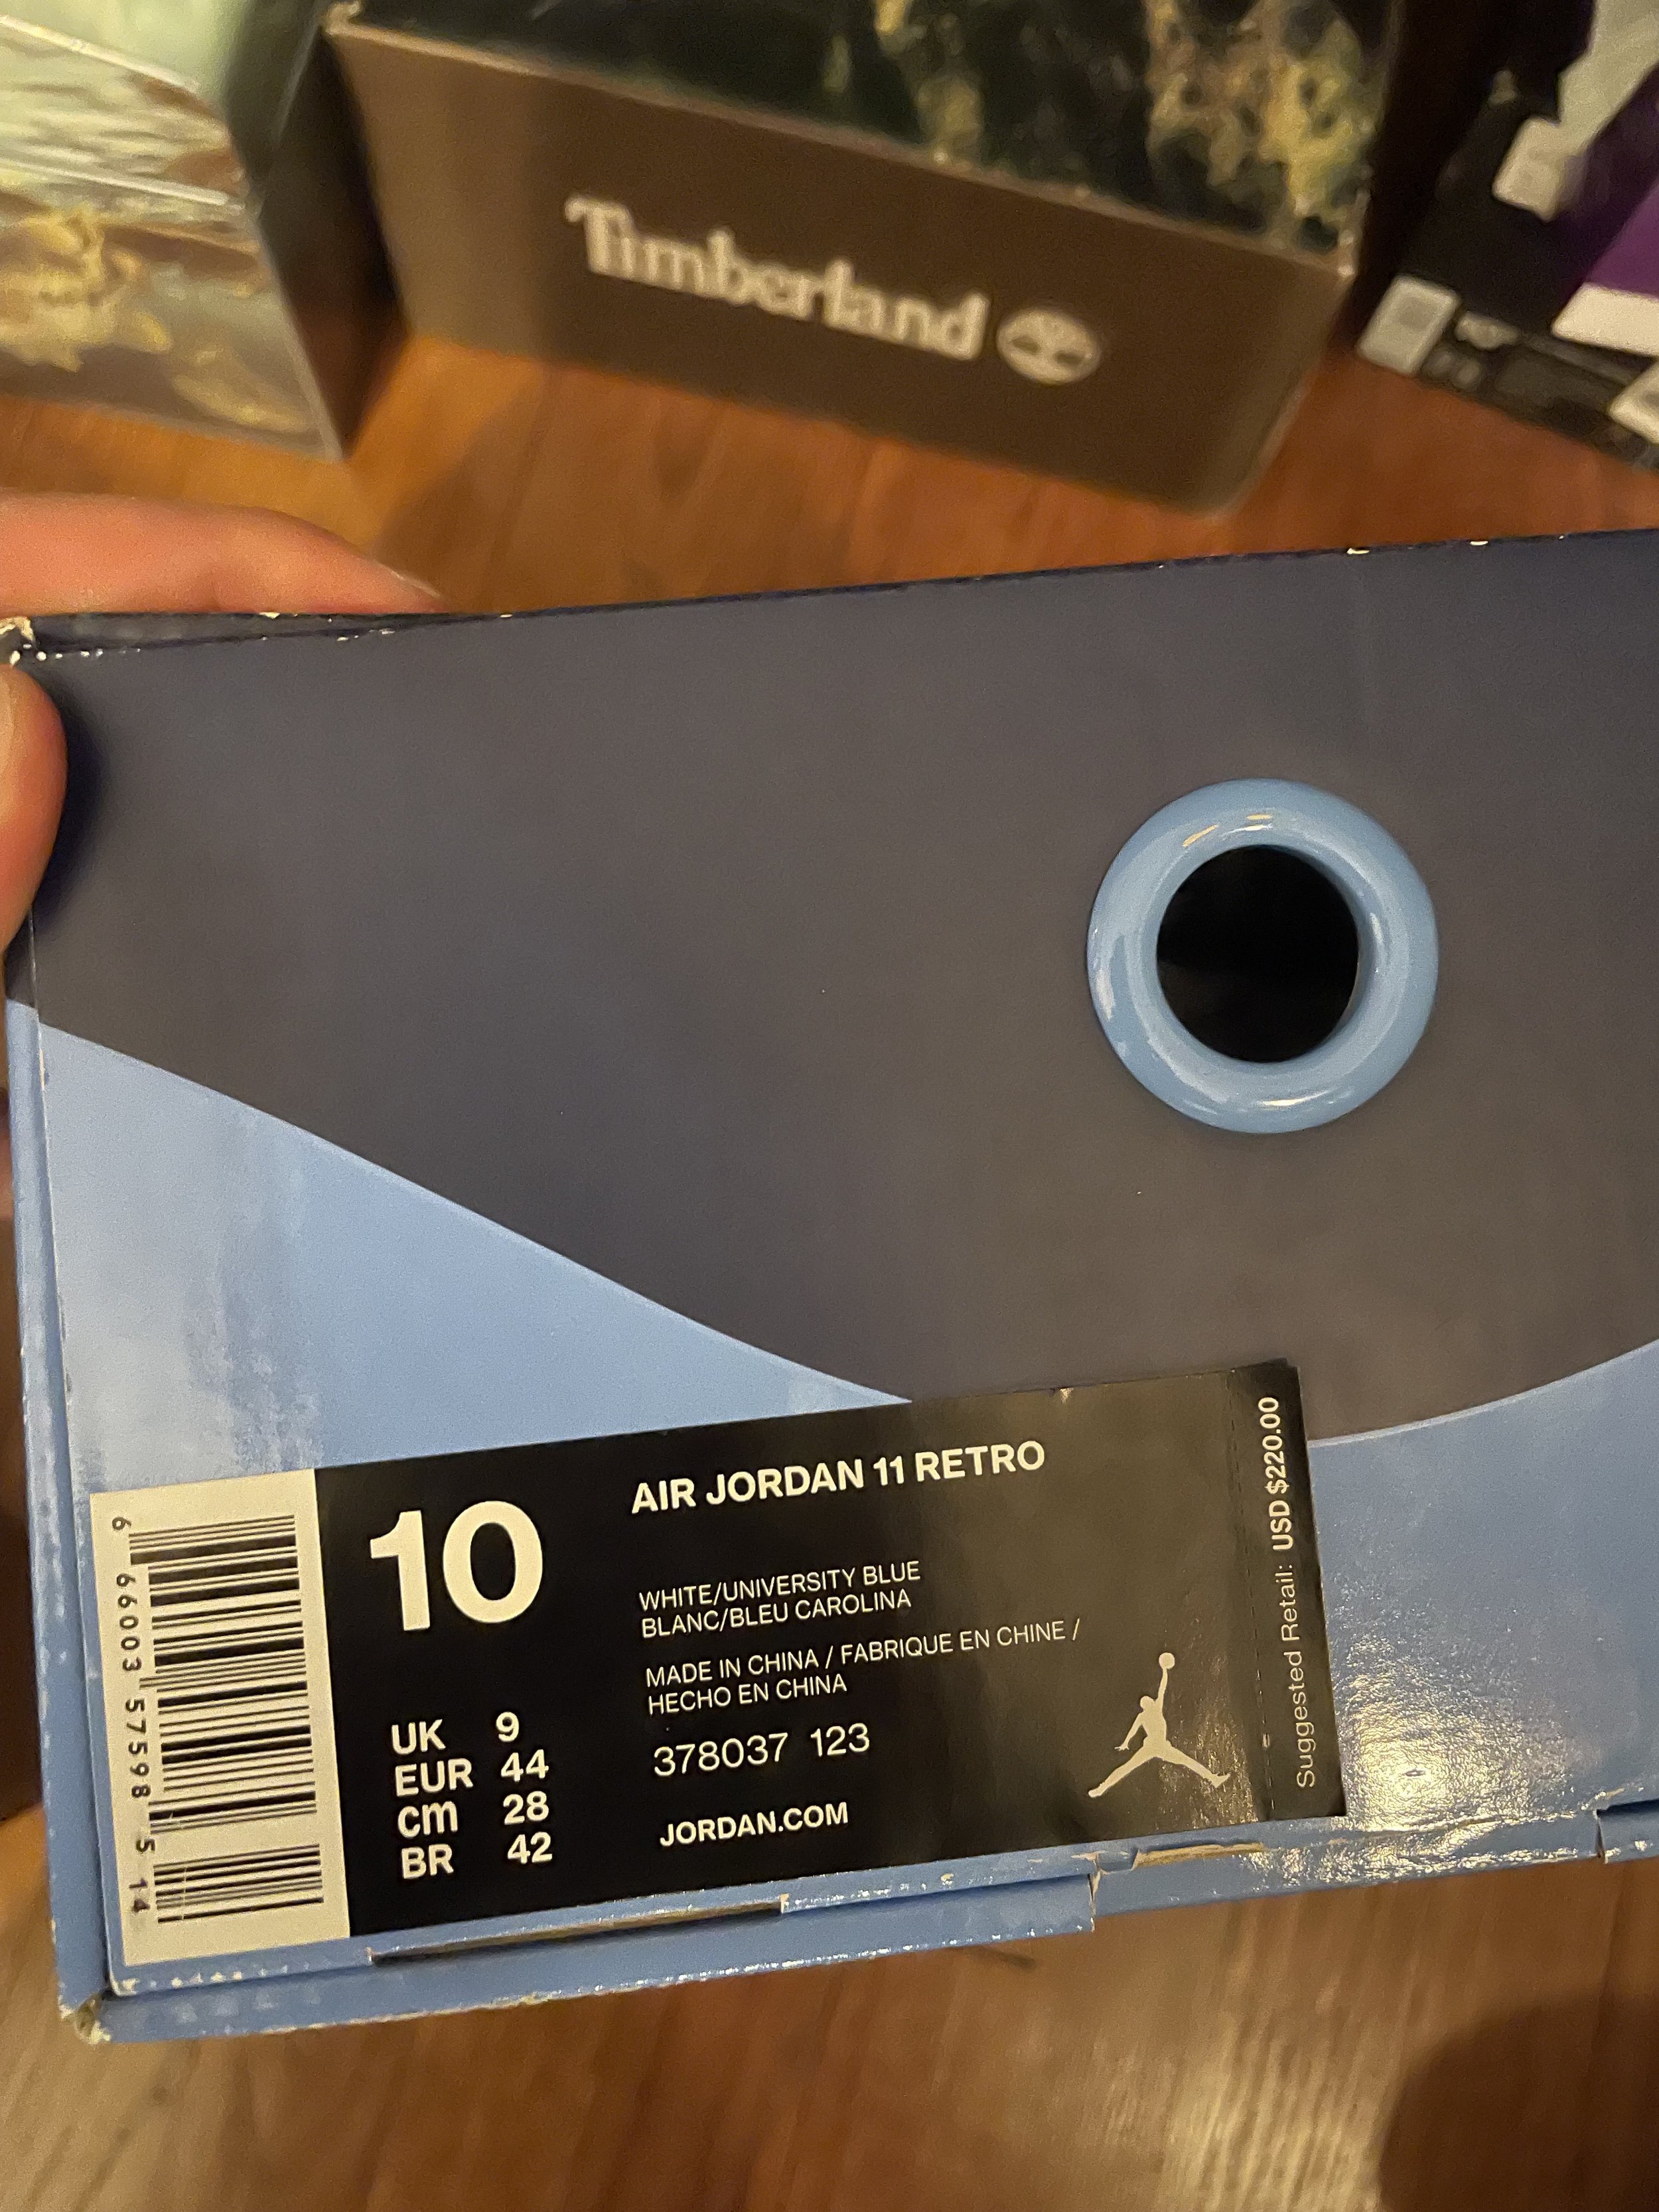 Timberland
AIR JORDAN 11 RETRO
10
WHITE/UNIVERSITY BLUE
BLANC/BLEU CAROLINA
MADE IN CHINA / FABRIQUE EN CHINE /
HECHO EN CHINA
378037 123
JORDAN.COM
UK 9
EUR 44
cm 28
BR 42
Suggested Retail: USD $220.00
6 66003 57598 5 14